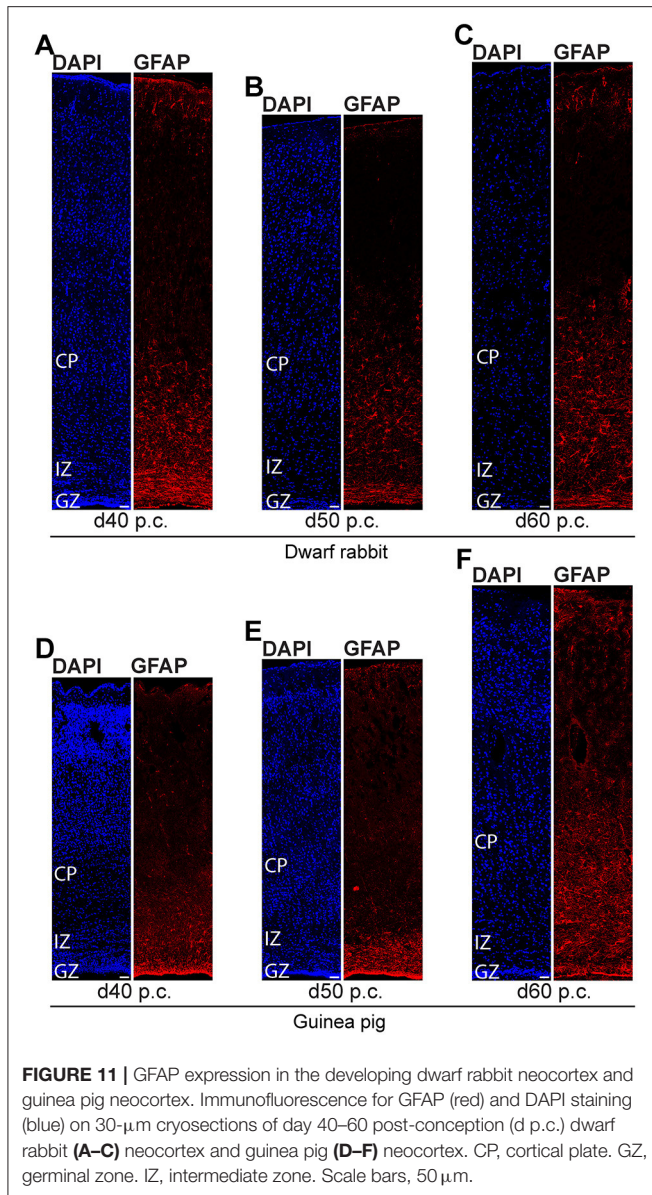 A
DAPI GFAP
B
DAPI GFAP
C
DAPI GFAP
CP
IZ
GZ
d40 p.c.
d50 p.c.
CP
IZ
GZ
d60 p.c.
CP
IZ
GZ
Dwarf rabbit
D
DAPI GFAP
E
DAPI GFAP
F
DAPI GFAP
CP
IZ
GZ
d40 p.c.
CP
IZ
GZ
d50 p.c.
CP
IZ
GZ
d60 p.c.
Guinea pig
FIGURE 11 | GFAP expression in the developing dwarf rabbit neocortex and
guinea pig neocortex. Immunofluorescence for GFAP (red) and DAPI staining
(blue) on 30-μm cryosections of day 40–60 post-conception (d p.c.) dwarf
rabbit (A–C) neocortex and guinea pig (D–F) neocortex. CP, cortical plate. GZ,
germinal zone. IZ, intermediate zone. Scale bars, 50 μm.